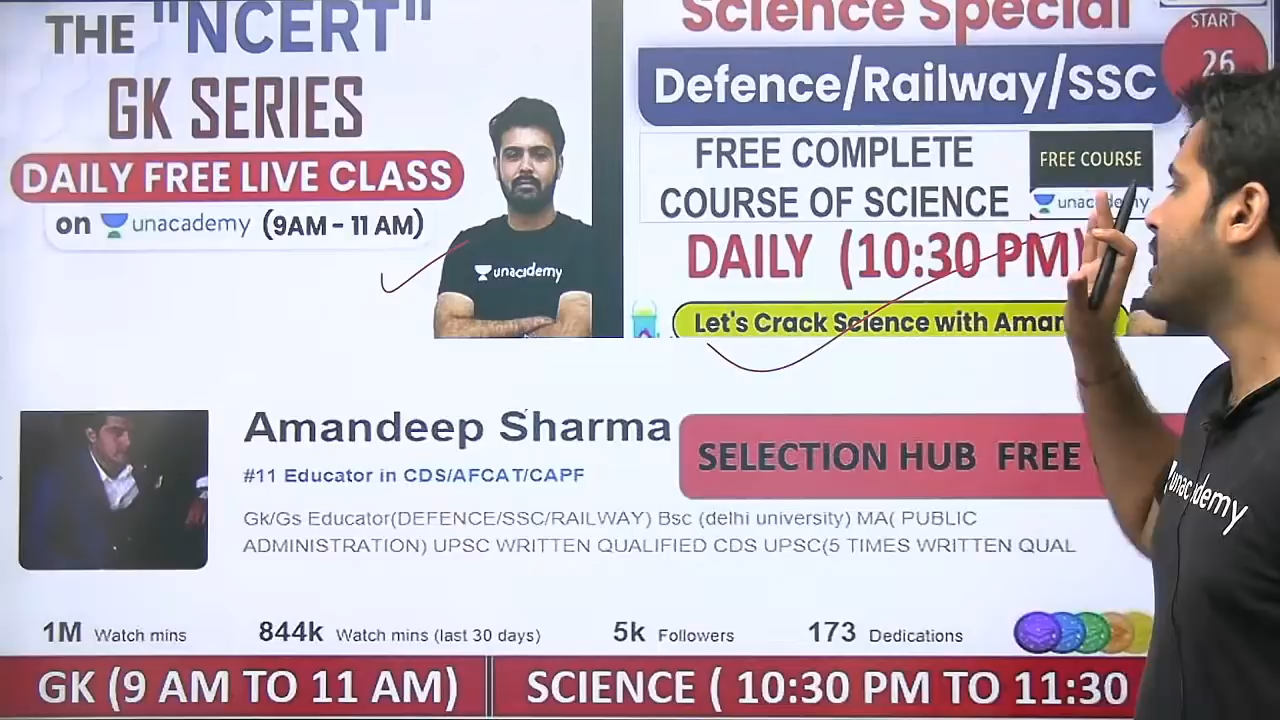 THE "NCERT"
GK SERIES
DAILY FREE LIVE CLASS
on unacademy (9AM - 11 AM)
unacademy
Science Special
START
26
Defence/Railway/SSC
FREE COMPLETE
COURSE OF SCIENCE
FREE COURSE
unacademy
DAILY (10:30 PM)
Let's Crack Science with Aman
Amandeep Sharma
#11 Educator in CDS/AFCAT/CAPF
SELECTION HUB FREE
Gk/Gs Educator(DEFENCE/SSC/RAILWAY) Bsc (delhi university) MA( PUBLIC
ADMINISTRATION) UPSC WRITTEN QUALIFIED CDS UPSC(5 TIMES WRITTEN QUAL
unacademy
1M Watch mins 844k Watch mins (last 30 days) 5k Followers 173 Dedications
GK (9 AM TO 11 AM)
SCIENCE ( 10:30 PM TO 11:30